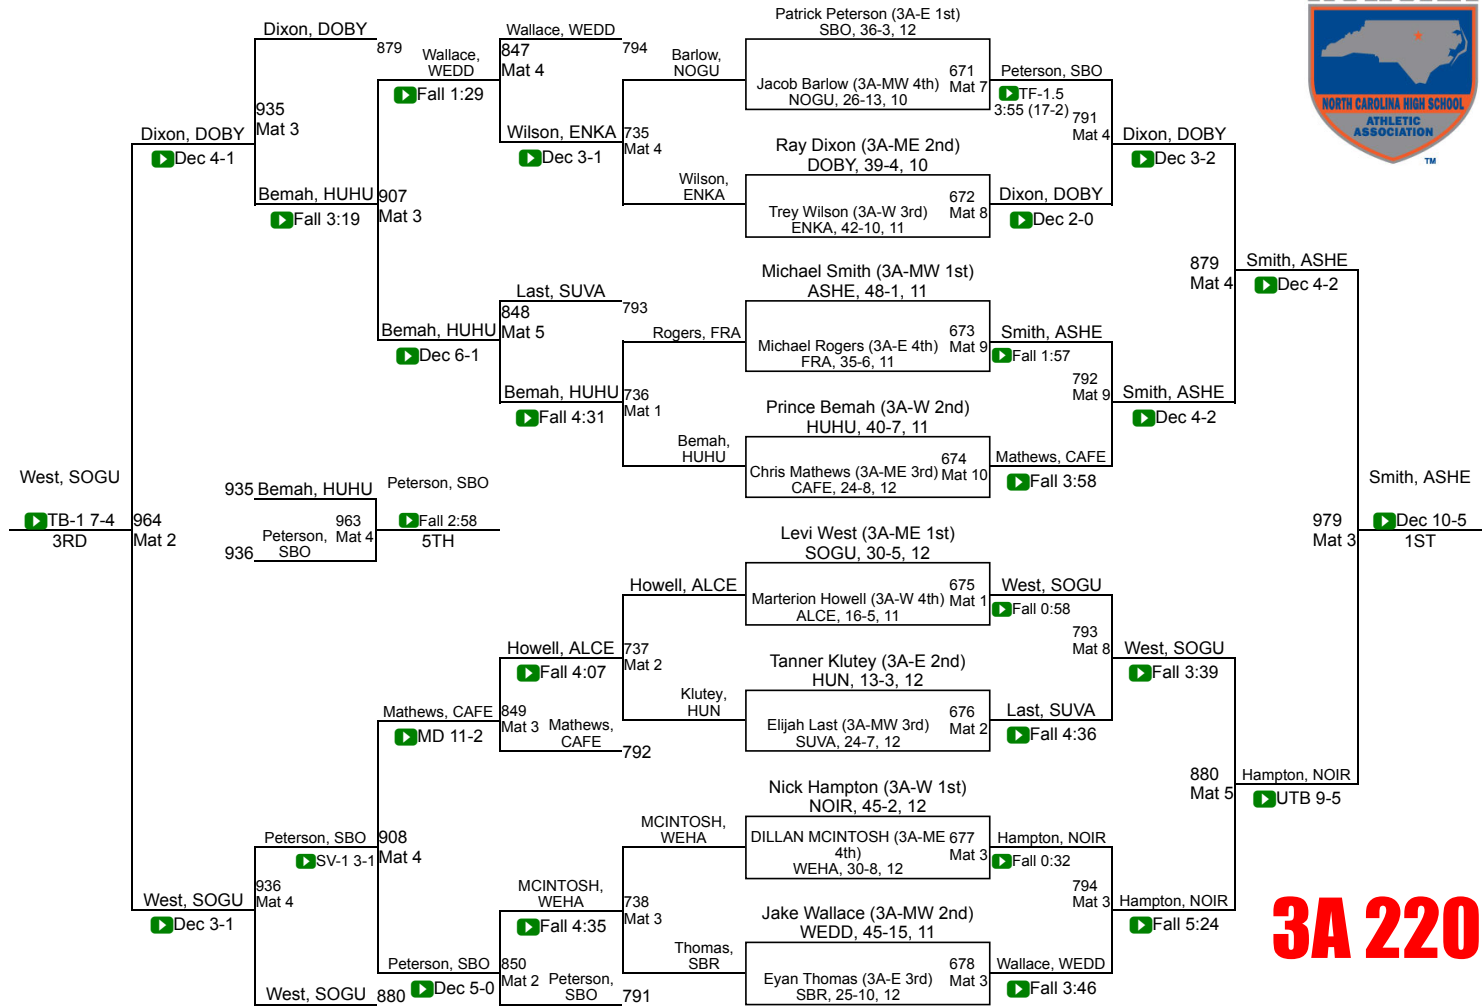 Dixon, DOBY
879
Wallace,
WEDD
Fall 1:29
935
Mat 3
Dixon, DOBY
Dec 4-1
Bemah, HUHU
Fall 3:19
907
Mat 3
Wallace, WEDD
794
847
Mat 4
Wilson, ENKA
Dec 3-1
735
Mat 4
Barlow,
NOGU
Wilson,
ENKA
Patrick Peterson (3A-E 1st)
SBO, 36-3, 12
Jacob Barlow (3A-MW 4th)
NOGU, 26-13, 10
671
Mat 7
Peterson, SBO
TF-1.5
3:55 (17-2)
791
Mat 4
Ray Dixon (3A-ME 2nd)
DOBY, 39-4, 10
Trey Wilson (3A-W 3rd)
ENKA, 42-10, 11
672
Mat 8
Dixon, DOBY
Dec 2-0
Dixon, DOBY
Dec 3-2
NORTH CAROLINA HIGH SCHOOL
ATHLETIC
ASSOCIATION
TM
Last, SUVA
793
848
Mat 5
Bemah, HUHU
Dec 6-1
Bemah, HUHU
Fall 4:31
736
Mat 1
Rogers, FRA
Bemah,
HUHU
Michael Smith (3A-MW 1st)
ASHE, 48-1, 11
Michael Rogers (3A-E 4th)
FRA, 35-6, 11
673
Mat 9
Smith, ASHE
Fall 1:57
Prince Bemah (3A-W 2nd)
HUHU, 40-7, 11
Chris Mathews (3A-ME 3rd)
CAFE, 24-8, 12
674
Mat 10
Mathews, CAFE
Fall 3:58
792
Mat 9
Smith, ASHE
Dec 4-2
879
Mat 4
Smith, ASHE
Dec 4-2
West, SOGU
TB-1 7-4
3RD
964
Mat 2
935
Bemah, HUHU
936
Peterson,
SBO
963
Mat 4
Peterson, SBO
Fall 2:58
5TH
979
Mat 3
Smith, ASHE
Dec 10-5
1ST
Howell, ALCE
Klutey,
HUN
Levi West (3A-ME 1st)
SOGU, 30-5, 12
Marterion Howell (3A-W 4th)
ALCE, 16-5, 11
675
Mat 1
West, SOGU
Fall 0:58
Howell, ALCE
Fall 4:07
737
Mat 2
Tanner Klutey (3A-E 2nd)
HUN, 13-3, 12
Elijah Last (3A-MW 3rd)
SUVA, 24-7, 12
676
Mat 2
Last, SUVA
Fall 4:36
793
Mat 8
West, SOGU
Fall 3:39
Mathews, CAFE
MD 11-2
849
Mat 3
Mathews,
CAFE
792
880
Mat 5
Hampton, NOIR
UTB 9-5
Peterson, SBO
SV-1 3-1
908
Mat 4
West, SOGU
Dec 3-1
936
Mat 4
West, SOGU
880
MCINTOSH,
WEHA
Fall 4:35
738
Mat 3
MCINTOSH,
WEHA
Thomas,
SBR
Peterson, SBO
Dec 5-0
850
Mat 2
Peterson,
SBO
791
Nick Hampton (3A-W 1st)
NOIR, 45-2, 12
DILLAN MCINTOSH (3A-ME
4th)
WEHA, 30-8, 12
677
Mat 3
Hampton, NOIR
Fall 0:32
Jake Wallace (3A-MW 2nd)
WEDD, 45-15, 11
Eyan Thomas (3A-E 3rd)
SBR, 25-10, 12
678
Mat 3
Wallace, WEDD
Fall 3:46
794
Mat 3
Hampton, NOIR
Fall 5:24
3A 220